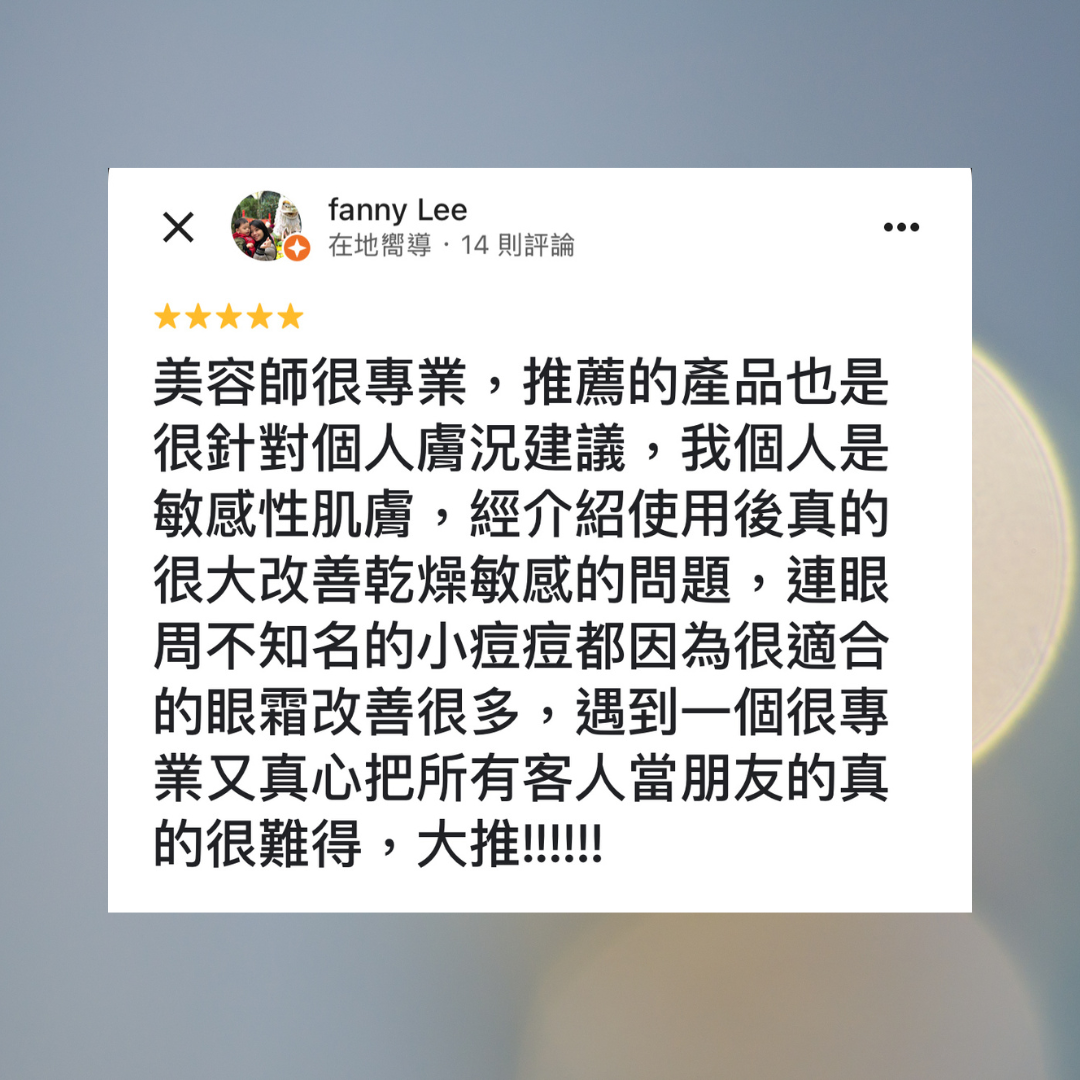 fanny Lee
在地嚮導・14 則評論
美容師很專業，推薦的產品也是
很針對個人膚況建議，我個人是
敏感性肌膚，經介紹使用後真的
很大改善乾燥敏感的問題，連眼
周不知名的小痘痘都因為很適合
的眼霜改善很多，遇到一個很專
業又真心把所有客人當朋友的真
的很難得，大推!!!!!!